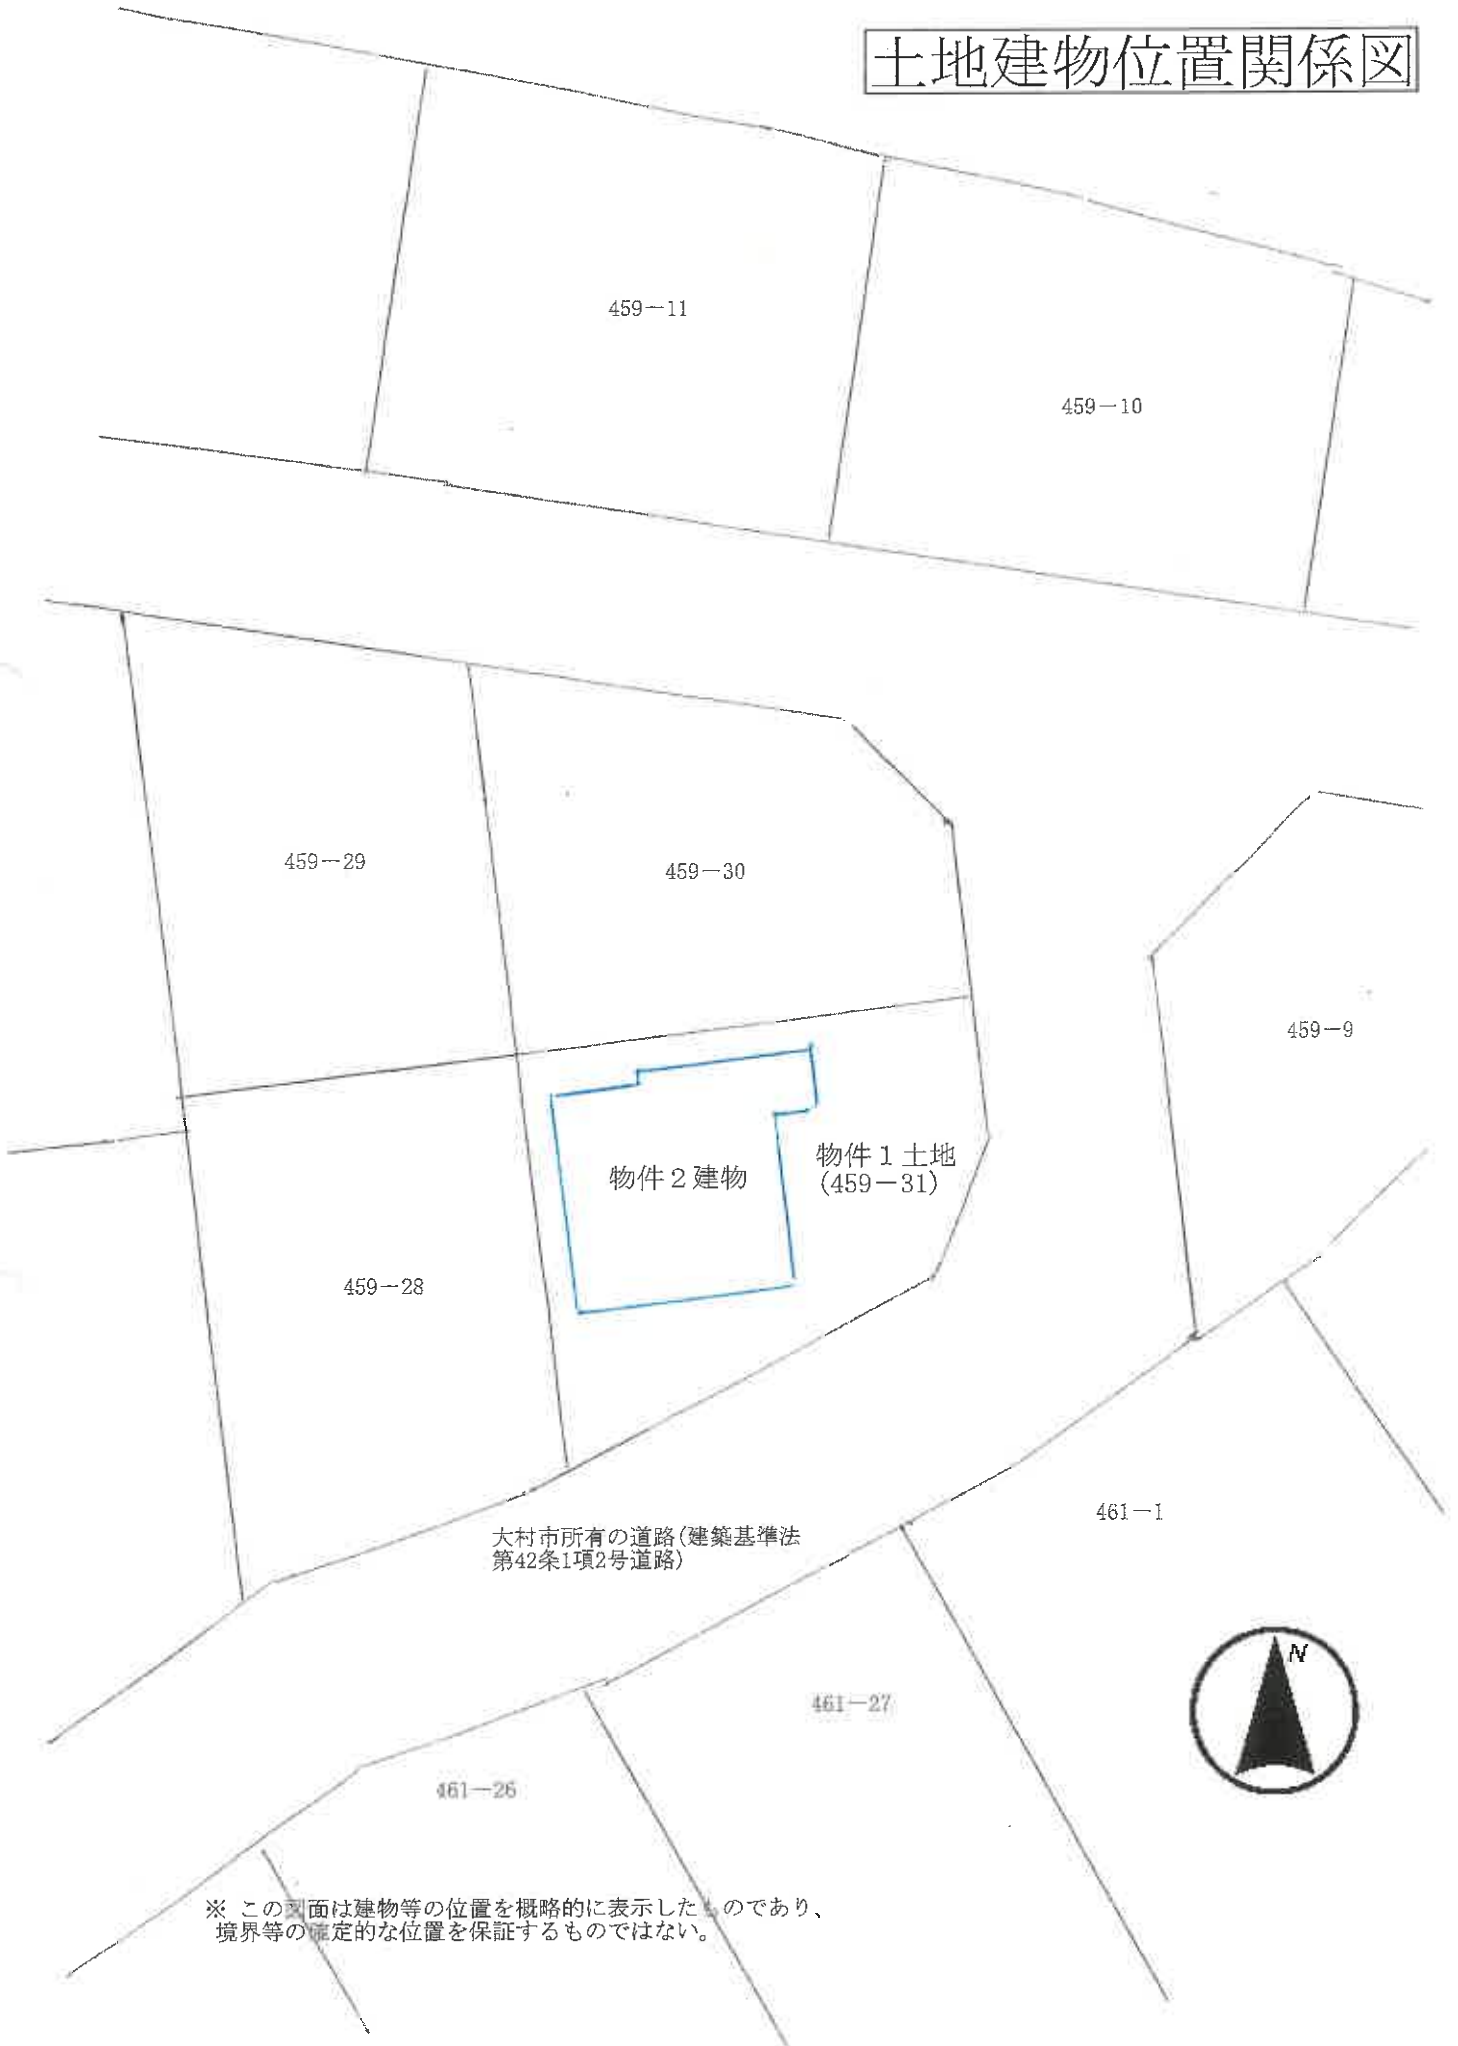 土地建物位置関係図
459-11
459-10
459-29
459-30
459-9
物件2建物
物件1土地
(459-31)
459-28
大村市所有の道路(建築基準法
第42条1項2号道路)
461-1
N
461-27
461-26
※ この図面は建物等の位置を概略的に表示したものであり、
境界等の確定的な位置を保証するものではない。